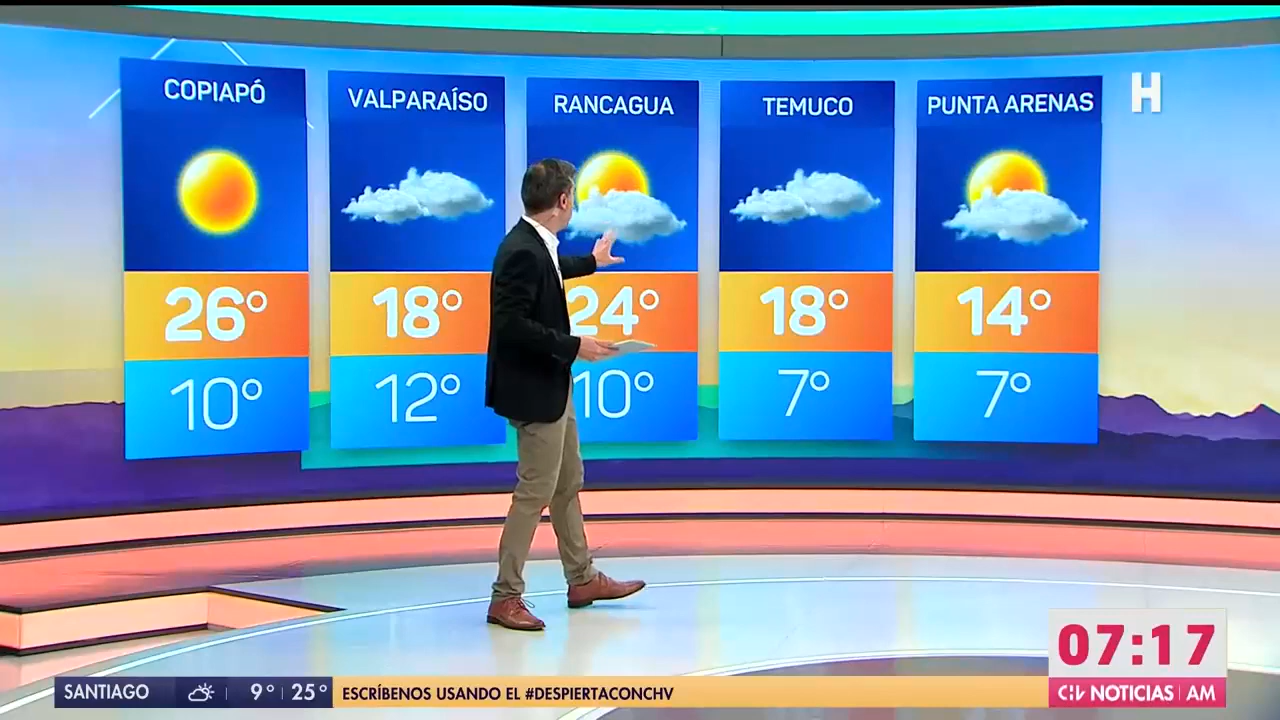 COPIAPÓ
26°
10°
VALPARAÍSO
18°
12°
RANCAGUA
24°
10°
TEMUCO
18°
7°
PUNTA ARENAS
14°
7°
H
07:17
SANTIAGO 9° 25° ESCRÍBENOS USANDO EL #DESPIERTACONCHV
CHV NOTICIAS AM